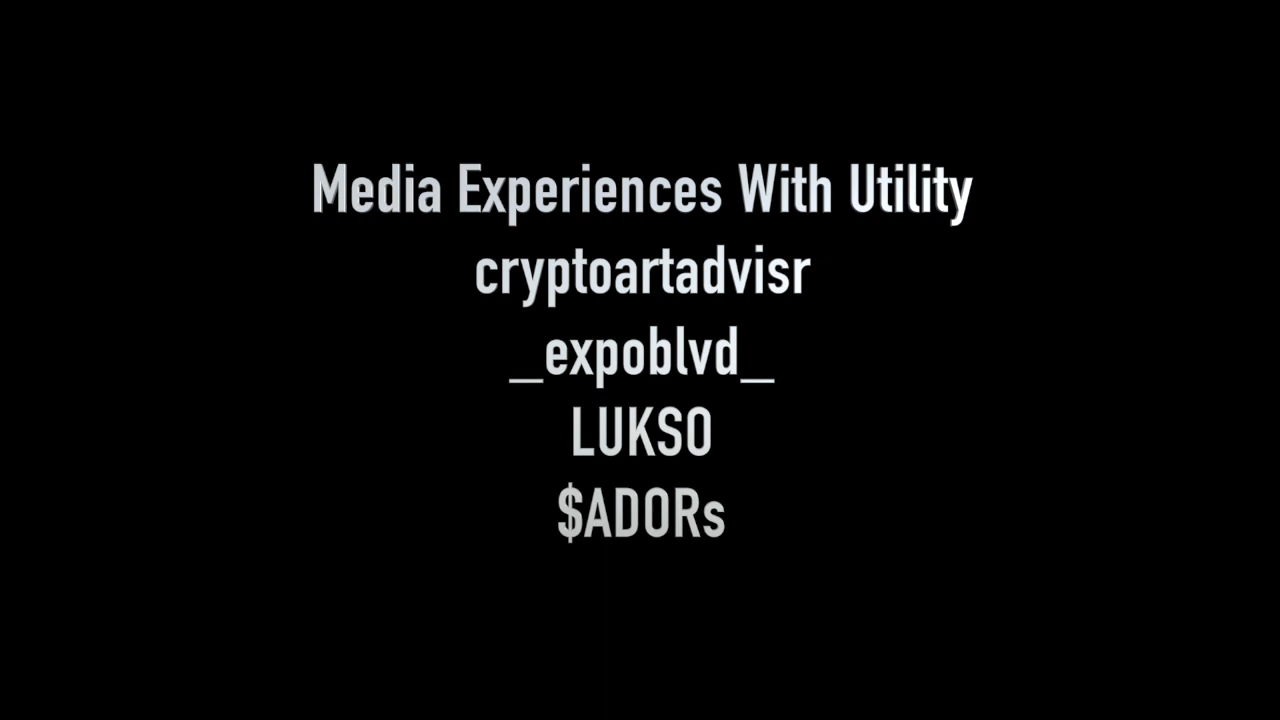 Media Experiences With Utility
cryptoartadvisr
_expoblvd_
LUKSO
$ADORs